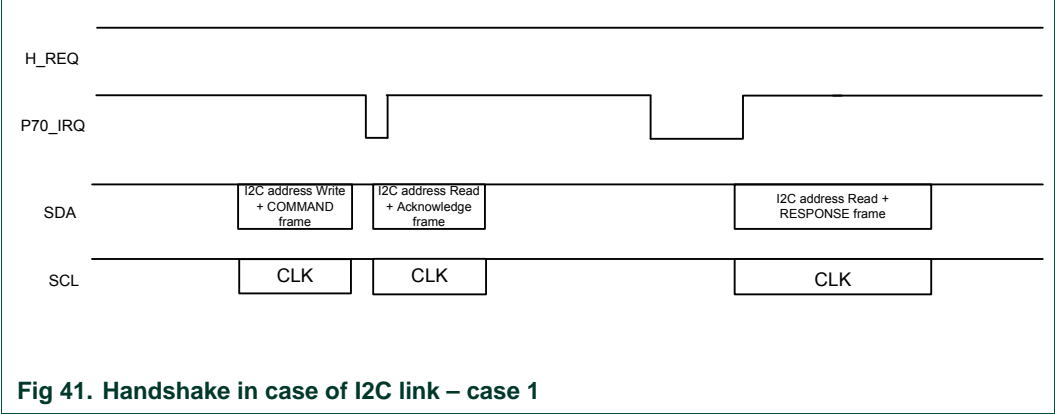 H_REQ
P70_IRQ
SDA
I2C address Write
+ COMMAND
frame
I2C address Read
+ Acknowledge
frame
I2C address Read +
RESPONSE frame
SCL
CLK
CLK
CLK
Fig 41. Handshake in case of I2C link – case 1